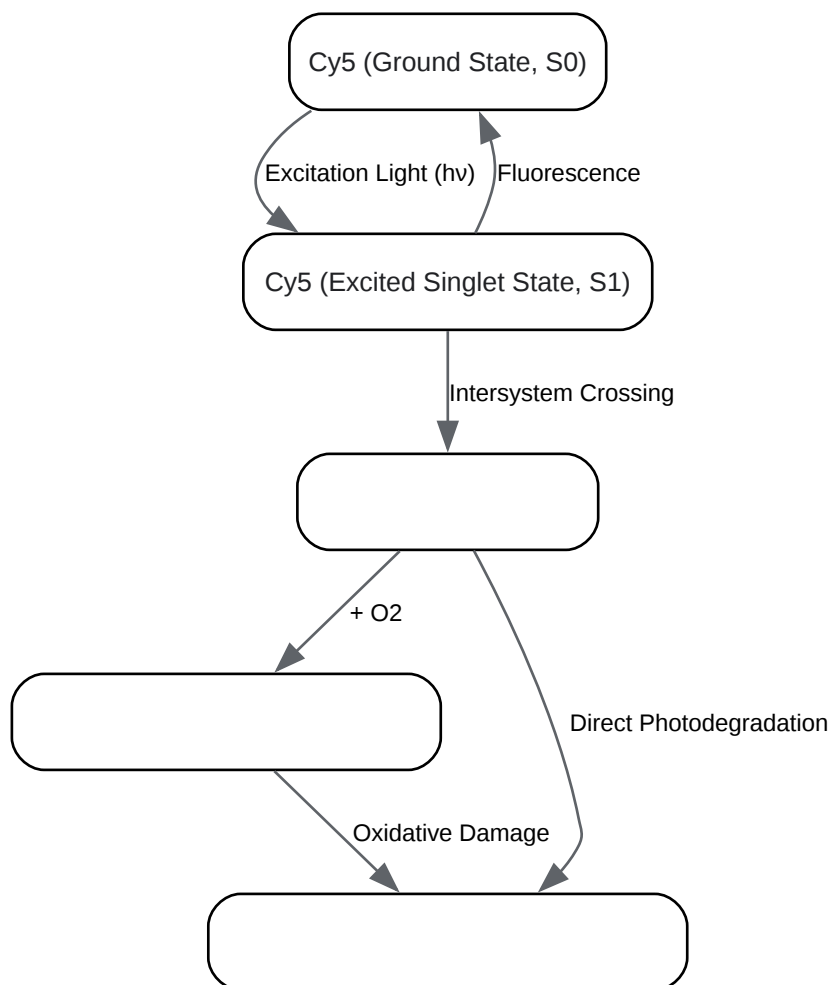 Cy5 (Ground State, S0)
Excitation Light (hν)
Fluorescence
Cy5 (Excited Singlet State, S1)
Intersystem Crossing
+ O2
Direct Photodegradation
Oxidative Damage